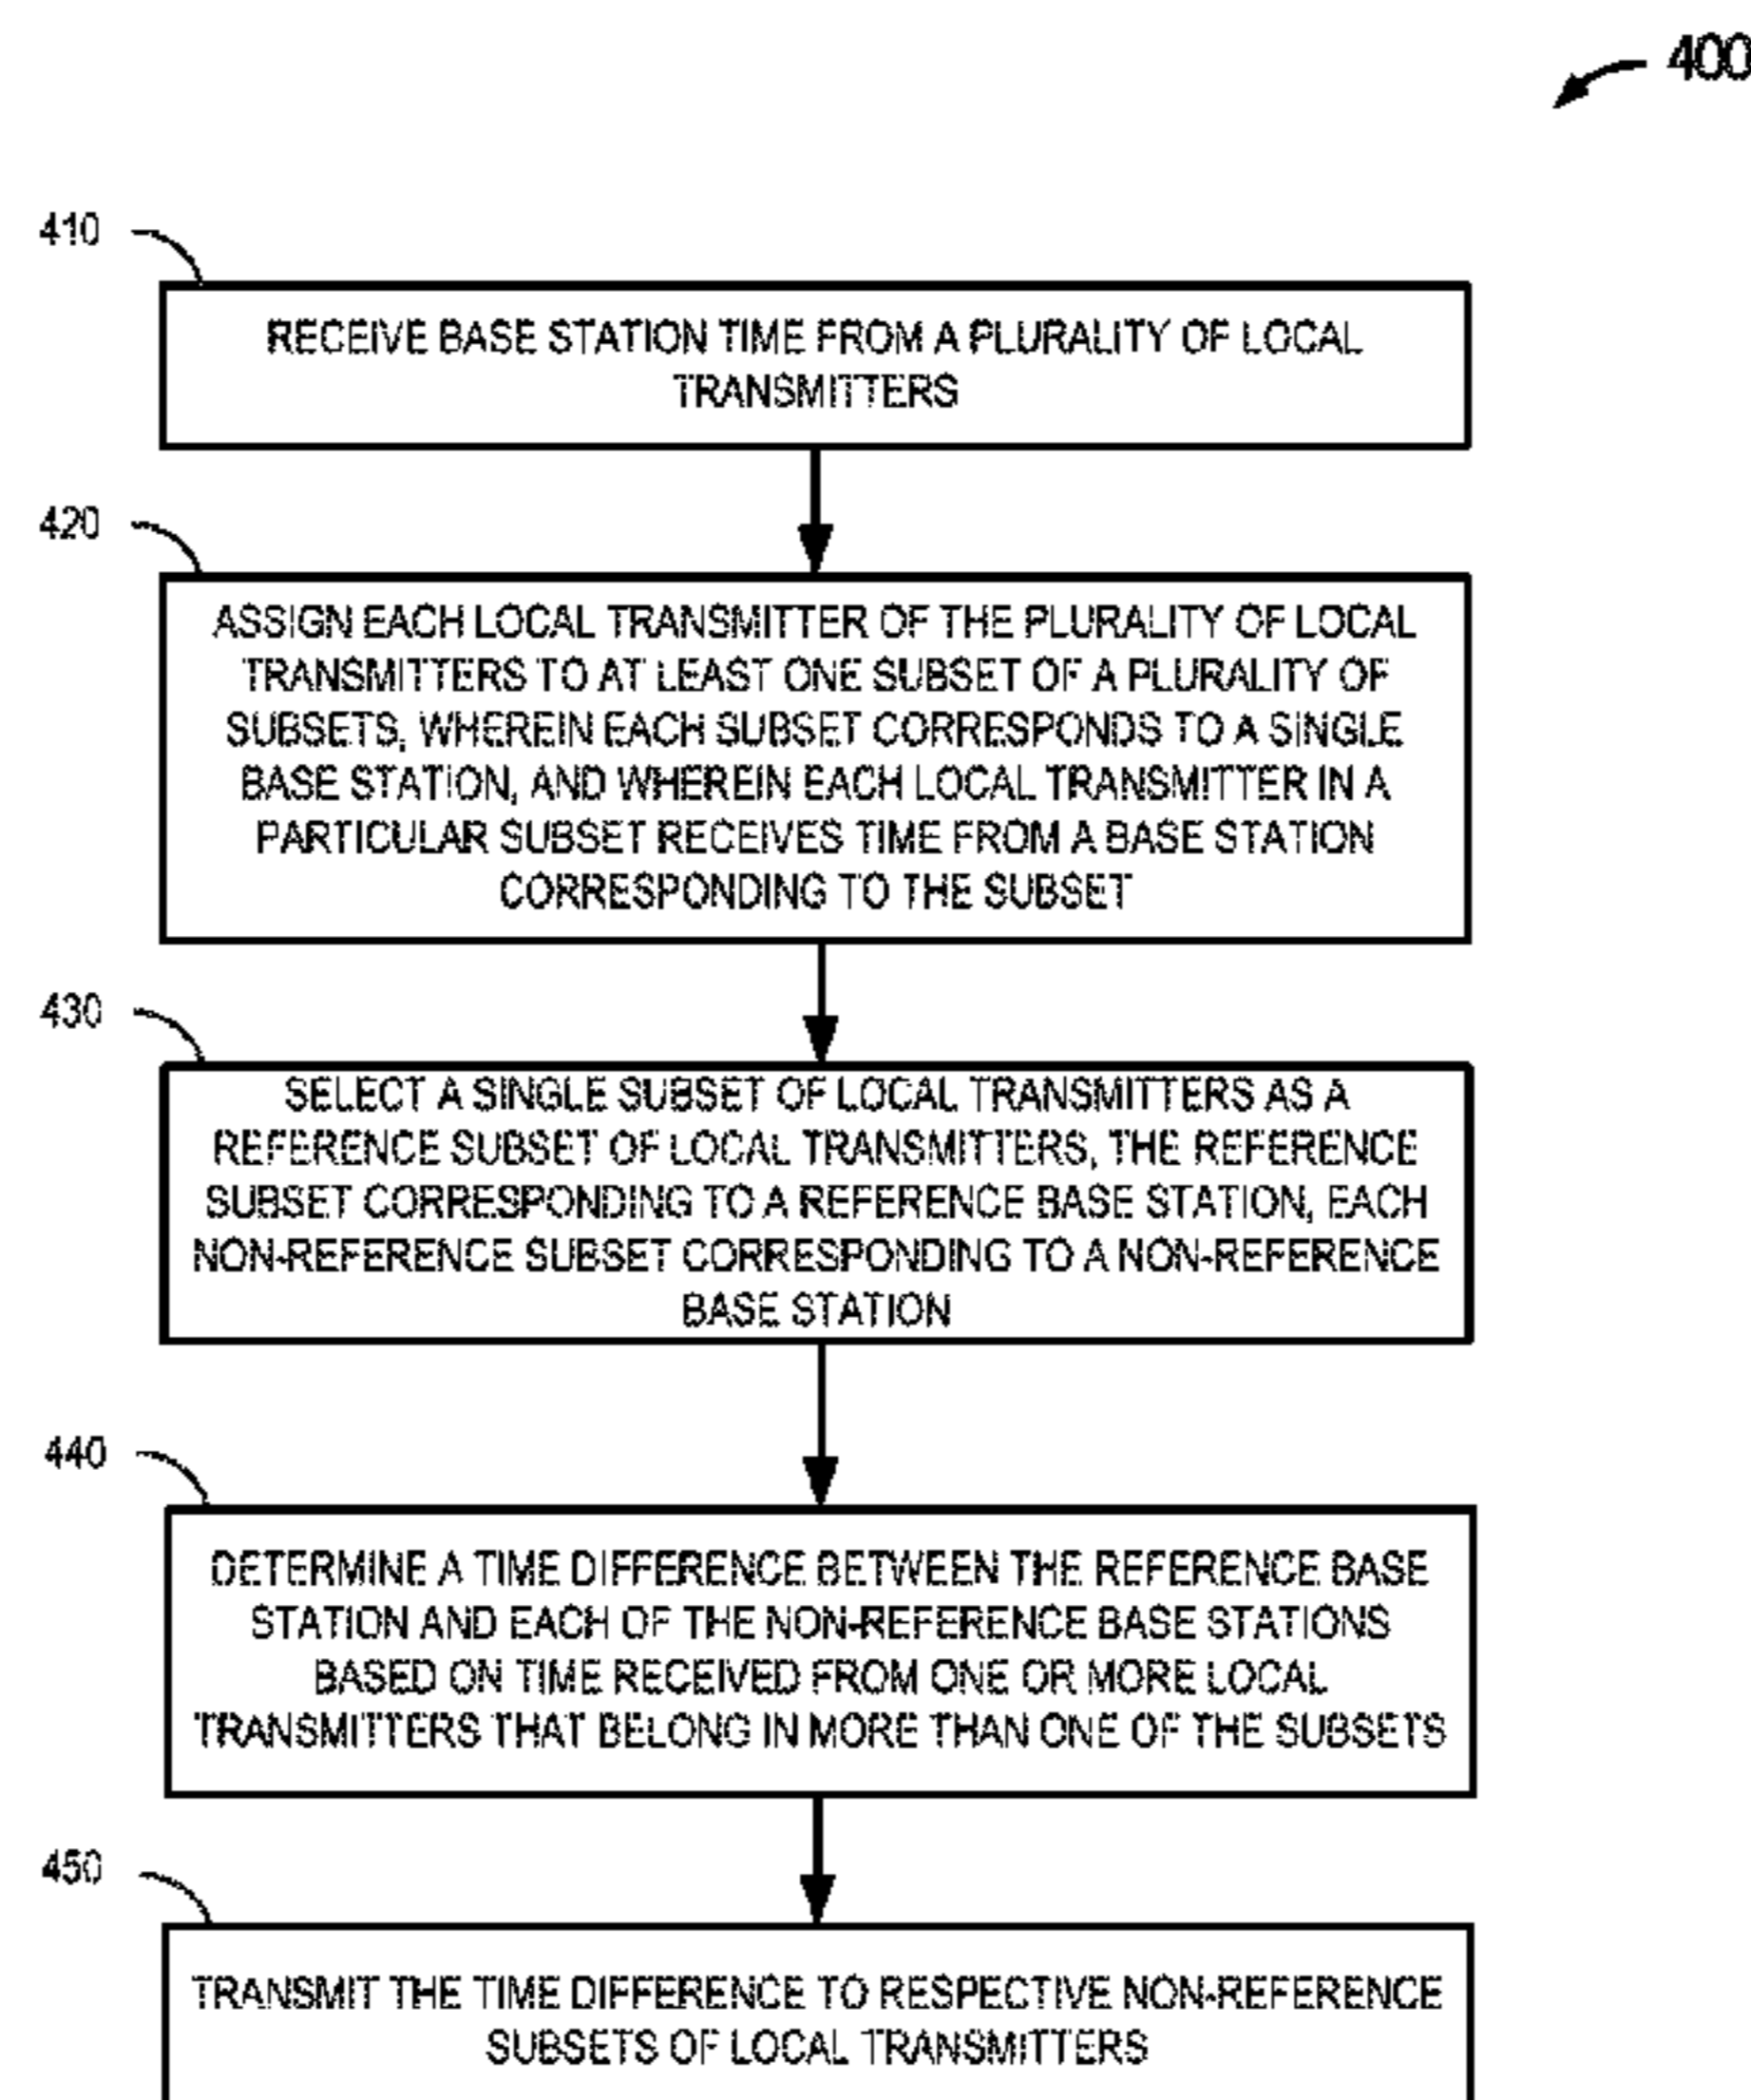 400
410
RECEIVE BASE STATION TIME FROM A PLURALITY OF LOCAL
TRANSMITTERS
420
ASSIGN EACH LOCAL TRANSMITTER OF THE PLURALITY OF LOCAL
TRANSMITTERS TO AT LEAST ONE SUBSET OF A PLURALITY OF
SUBSETS, WHEREIN EACH SUBSET CORRESPONDS TO A SINGLE
BASE STATION, AND WHEREIN EACH LOCAL TRANSMITTER IN A
PARTICULAR SUBSET RECEIVES TIME FROM A BASE STATION
CORRESPONDING TO THE SUBSET
430
SELECT A SINGLE SUBSET OF LOCAL TRANSMITTERS AS A
REFERENCE SUBSET OF LOCAL TRANSMITTERS, THE REFERENCE
SUBSET CORRESPONDING TO A REFERENCE BASE STATION, EACH
NON-REFERENCE SUBSET CORRESPONDING TO A NON-REFERENCE
BASE STATION
440
DETERMINE A TIME DIFFERENCE BETWEEN THE REFERENCE BASE
STATION AND EACH OF THE NON-REFERENCE BASE STATIONS
BASED ON TIME RECEIVED FROM ONE OR MORE LOCAL
TRANSMITTERS THAT BELONG IN MORE THAN ONE OF THE SUBSETS
450
TRANSMIT THE TIME DIFFERENCE TO RESPECTIVE NON-REFERENCE
SUBSETS OF LOCAL TRANSMITTERS